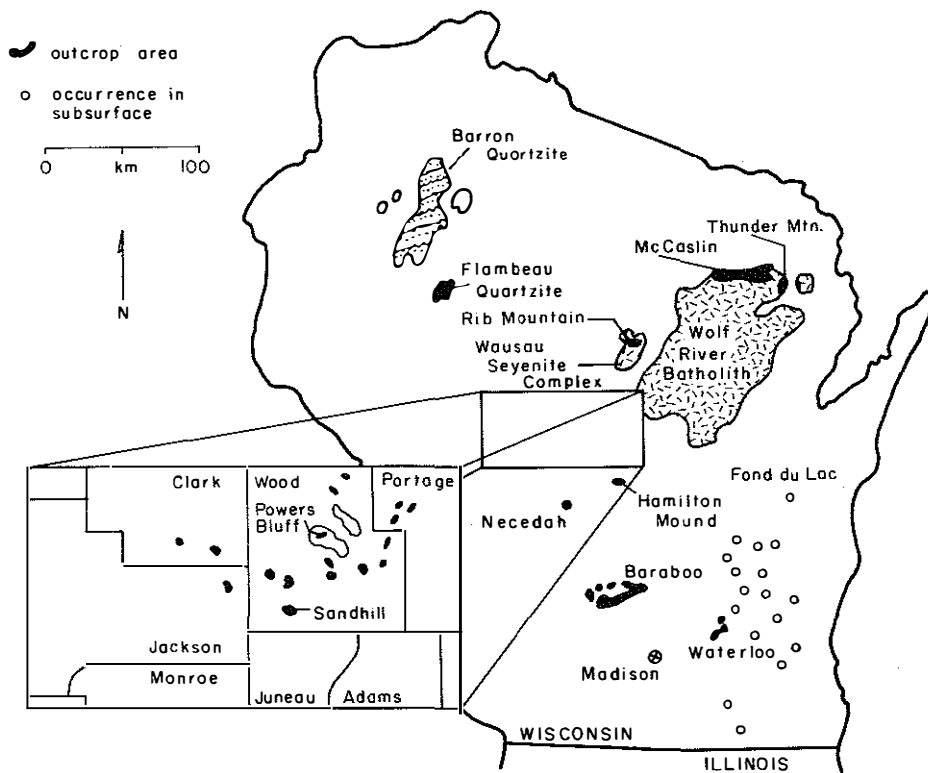 outcrop area
occurrence in
subsurface
0 km 100
N
Barron
Quartzite
Thunder Mtn.
McCaslin
Flambeau
Quartzite
Rib Mountain
Wausau
Seyenite
Complex
Wolf
River
Batholith
Clark
Wood
Portage
Powers
Bluff
Sandhill
Jackson
Monroe
Juneau
Adams
Necedah
Hamilton
Mound
Fond du Lac
Baraboo
Waterloo
Madison
WISCONSIN
ILLINOIS